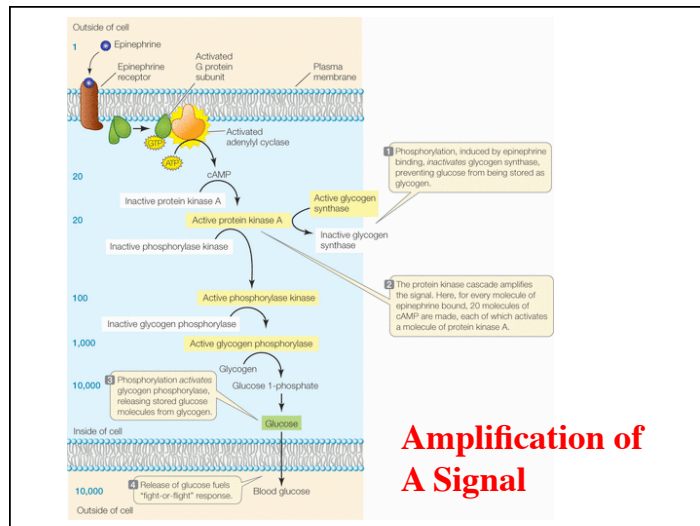 Outside of cell
1
Epinephrine
Epinephrine
receptor
Activated
G protein
subunit
Plasma
membrane
GTP
ATP
Activated
adenylyl cyclase
20
cAMP
Inactive protein kinase A
1 Phosphorylation, induced by epinephrine
binding, inactivates glycogen synthase,
preventing glucose from being stored as
glycogen.
Active glycogen
synthase
20
Active protein kinase A
Inactive glycogen
synthase
Inactive phosphorylase kinase
2 The protein kinase cascade amplifies
the signal. Here, for every molecule of
epinephrine bound, 20 molecules of
cAMP are made, each of which activates
a molecule of protein kinase A.
100
Active phosphorylase kinase
Inactive glycogen phosphorylase
1,000
Active glycogen phosphorylase
Glycogen
10,000
Glucose 1-phosphate
3 Phosphorylation activates
glycogen phosphorylase,
releasing stored glucose
molecules from glycogen.
Glucose
Inside of cell
Amplification of
A Signal
4 Release of glucose fuels
"fight-or-flight" response.
10,000
Blood glucose
Outside of cell